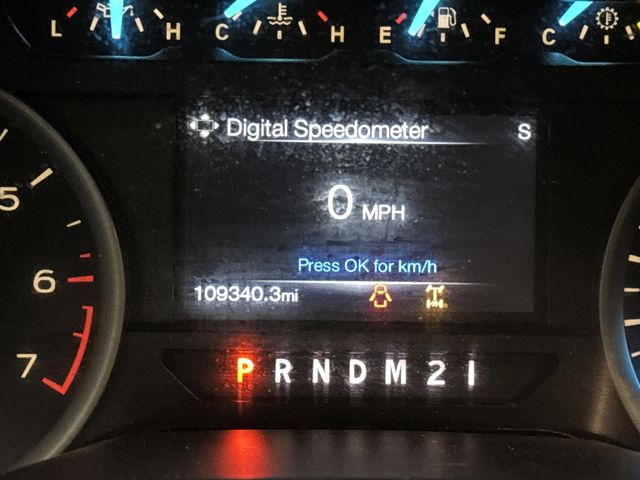 L H C H E F C
Digital Speedometer S
0 MPH
5
6
7
Press OK for km/h
109340.3mi
P R N D M 2 1